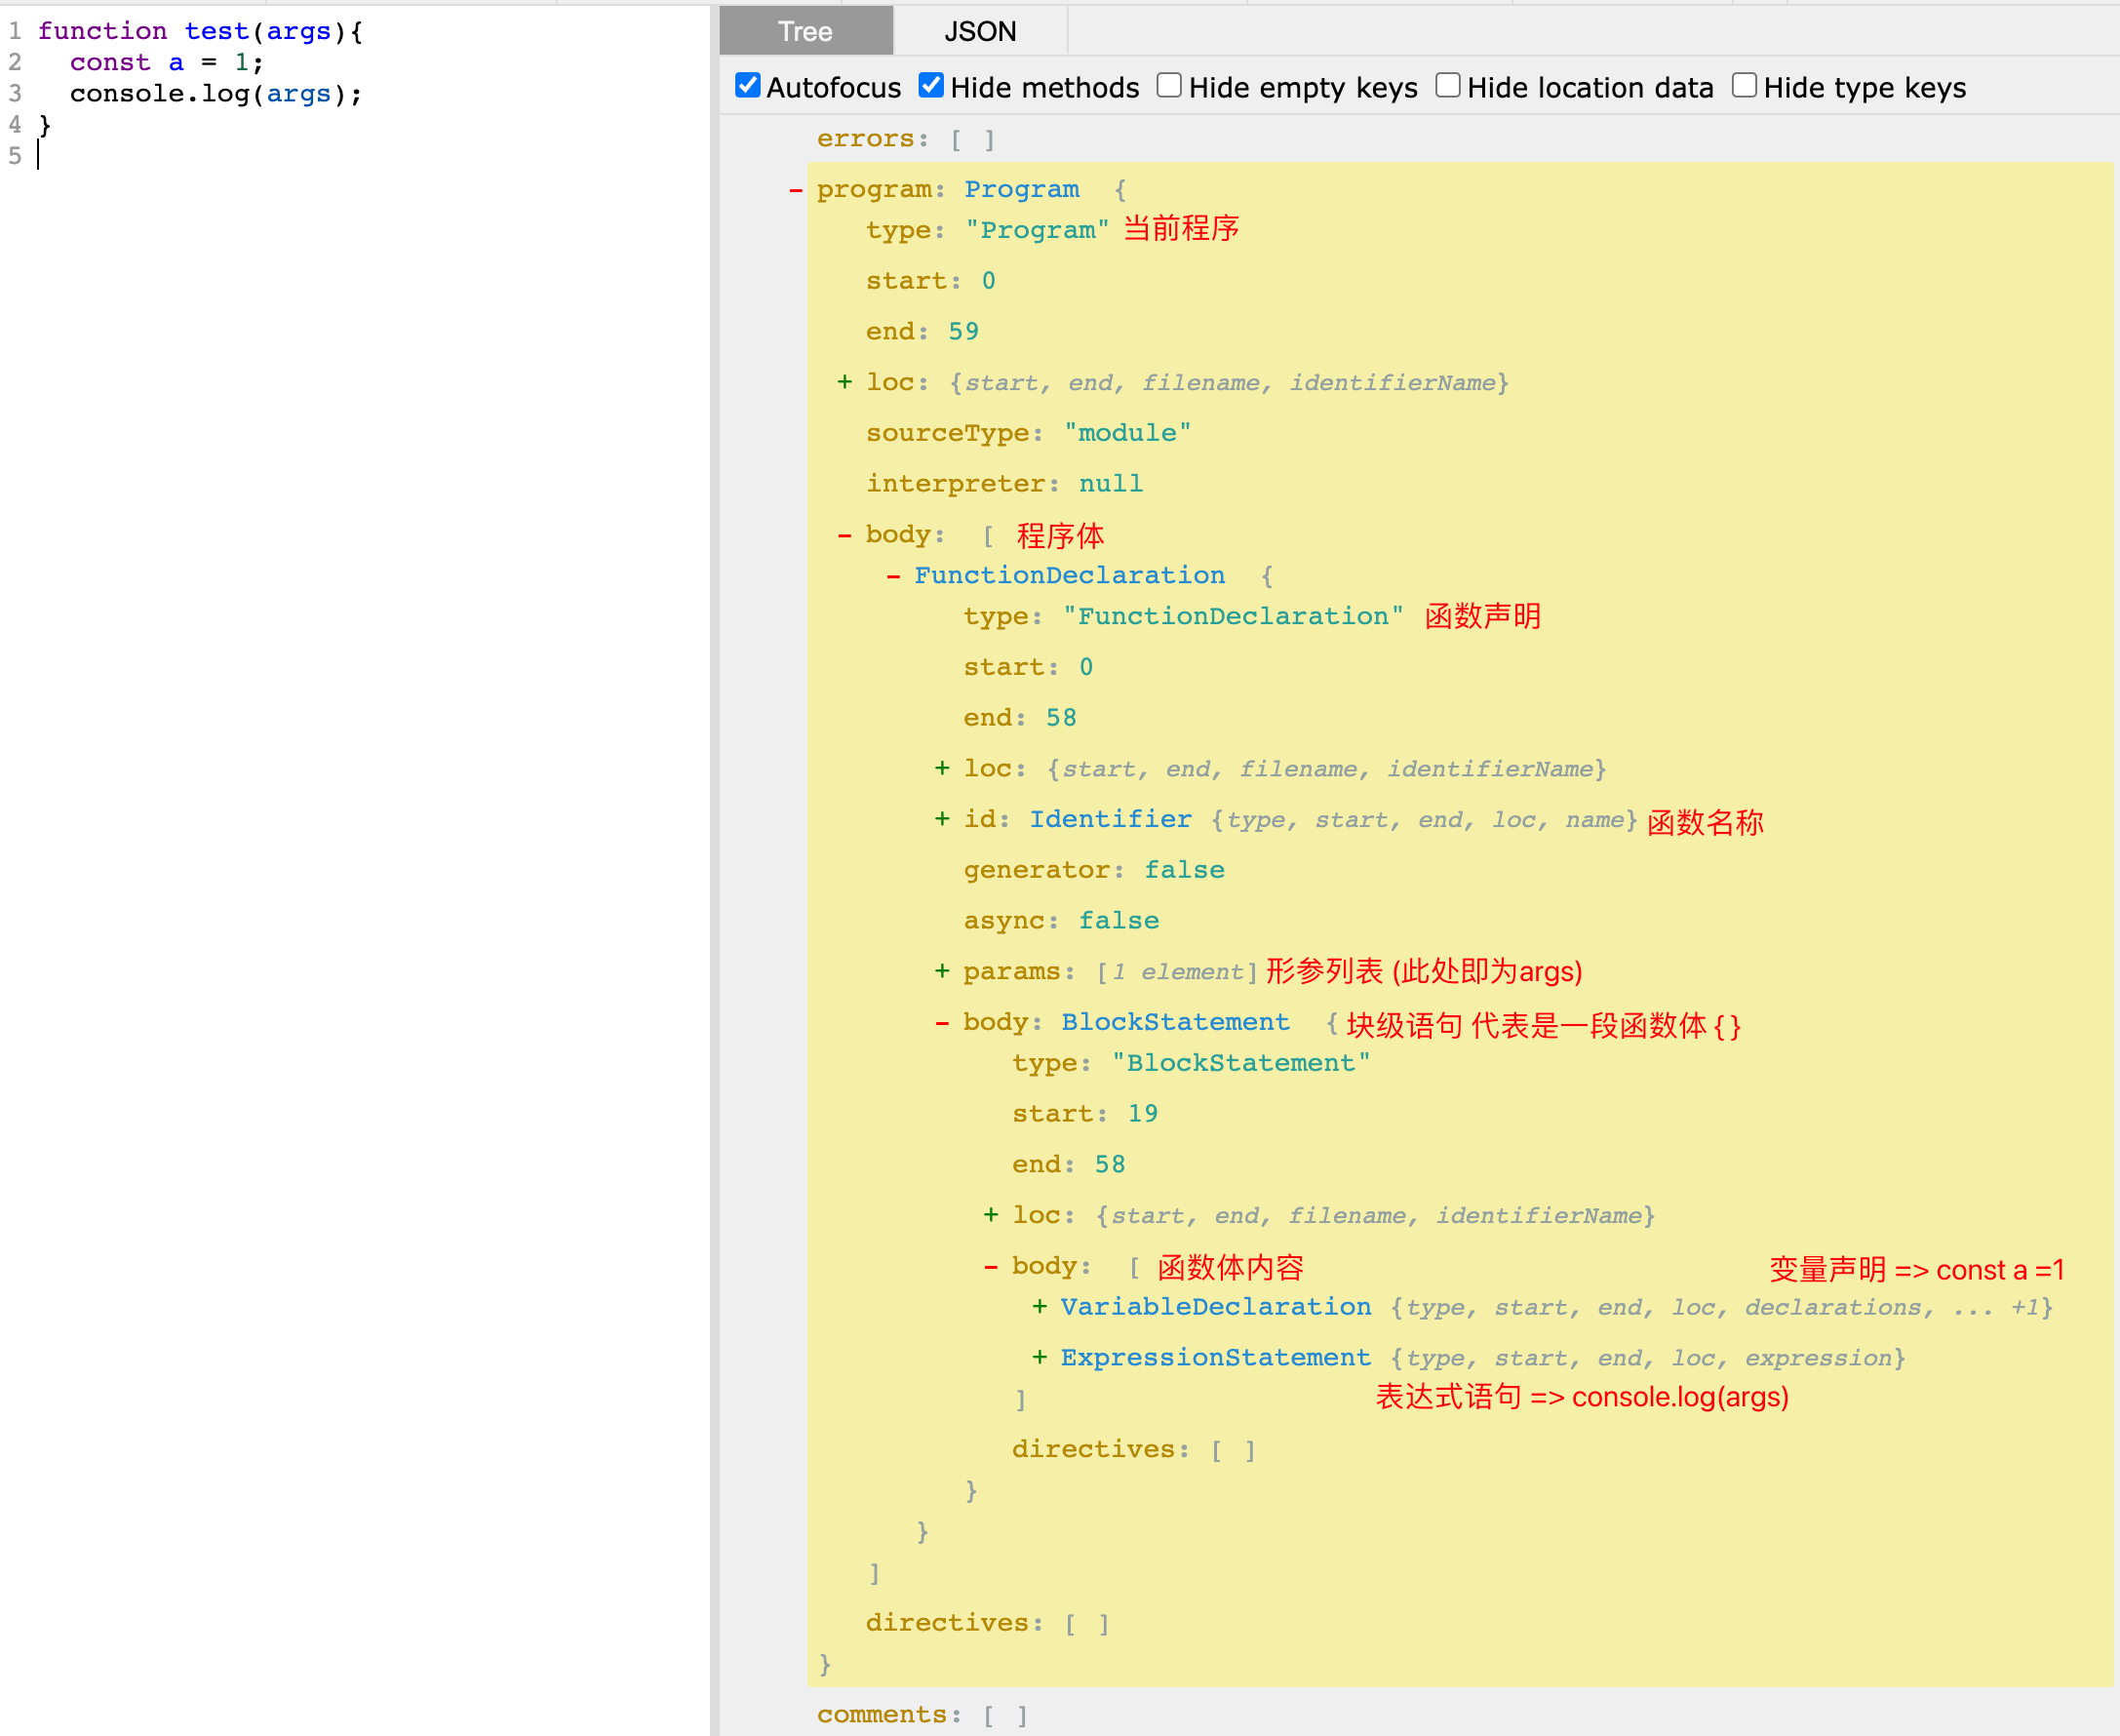 1 function test(args){
2   const a = 1;
3   console.log(args);
4 }
5
Tree JSON
Autofocus Hide methods Hide empty keys Hide location data Hide type keys
errors: [ ]
- program: Program {
type: "Program" 当前程序
start: 0
end: 59
+ loc: {start, end, filename, identifierName}
sourceType: "module"
interpreter: null
- body: [ 程序体
- FunctionDeclaration {
type: "FunctionDeclaration" 函数声明
start: 0
end: 58
+ loc: {start, end, filename, identifierName}
+ id: Identifier {type, start, end, loc, name} 函数名称
generator: false
async: false
+ params: [1 element] 形参列表 (此处即为args)
- body: BlockStatement { 块级语句 代表是一段函数体 { }
type: "BlockStatement"
start: 19
end: 58
+ loc: {start, end, filename, identifierName}
- body: [ 函数体内容 变量声明 => const a =1
+ VariableDeclaration {type, start, end, loc, declarations, ... +1}
+ ExpressionStatement {type, start, end, loc, expression}
] 表达式语句 => console.log(args)
directives: [ ]
}
}
]
directives: [ ]
}
comments: [ ]